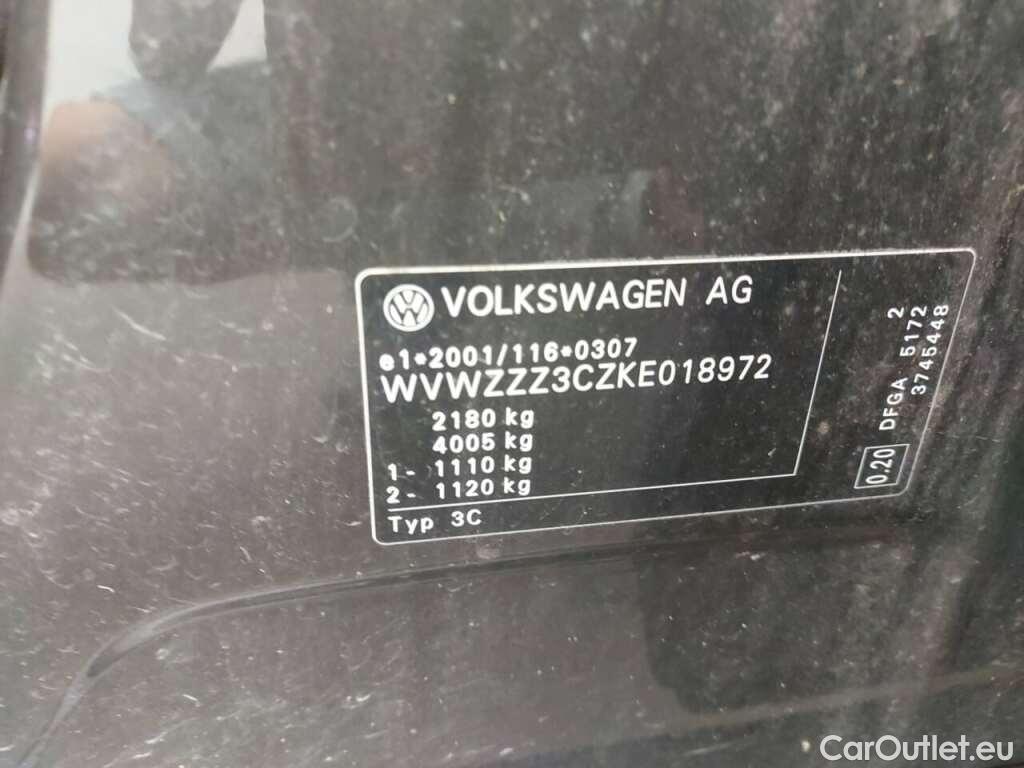 VOLKSWAGEN AG
e1*2001/116*0307
WVWZZZ3CZKE018972
2180 kg
4005 kg
1- 1110 kg
2- 1120 kg
Typ 3C
0.20 DFGA 5172 2
3745448
CarOutlet.eu